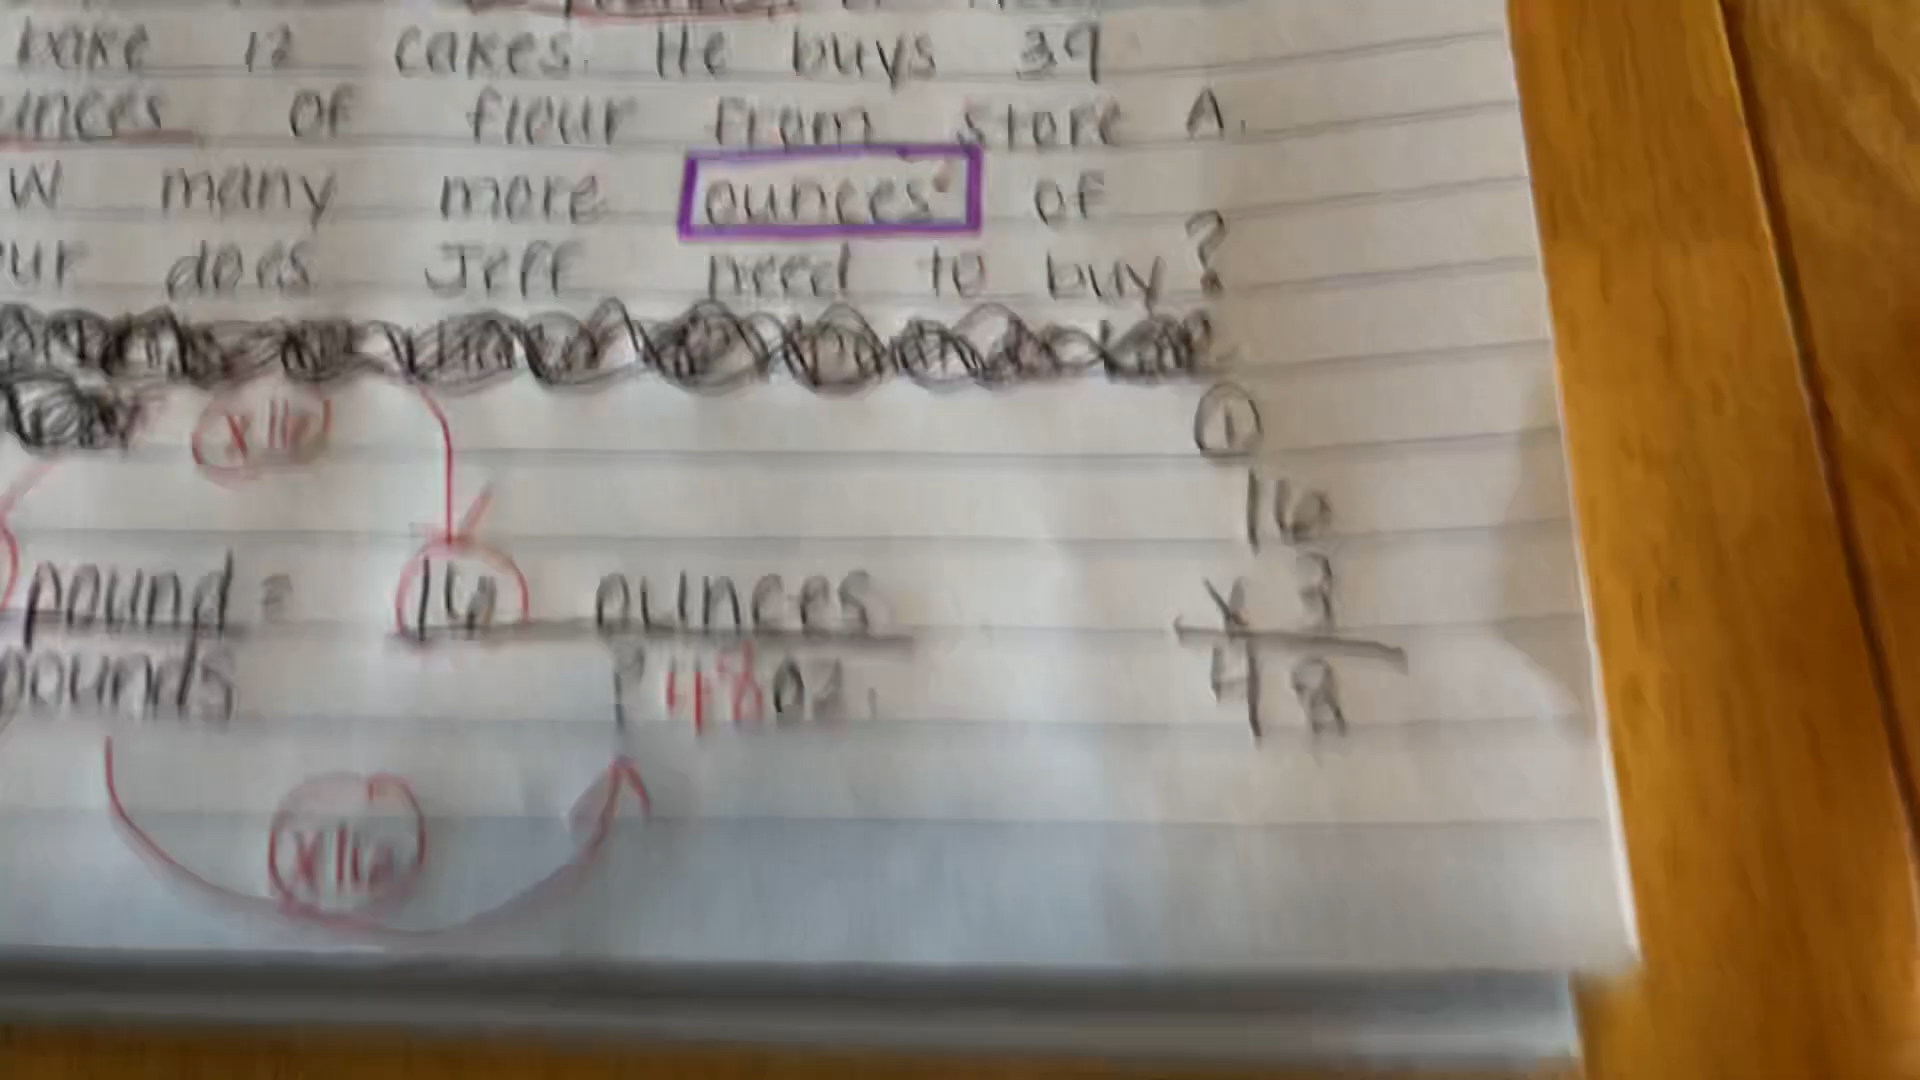 bake 12 cakes. He buys 39
unces of flour from store A.
w many more ounces of
ur does Jeff need to buy?
x16
①
16
pound = 16 ounces
x 3
pounds ? 48 oz.
48
x16